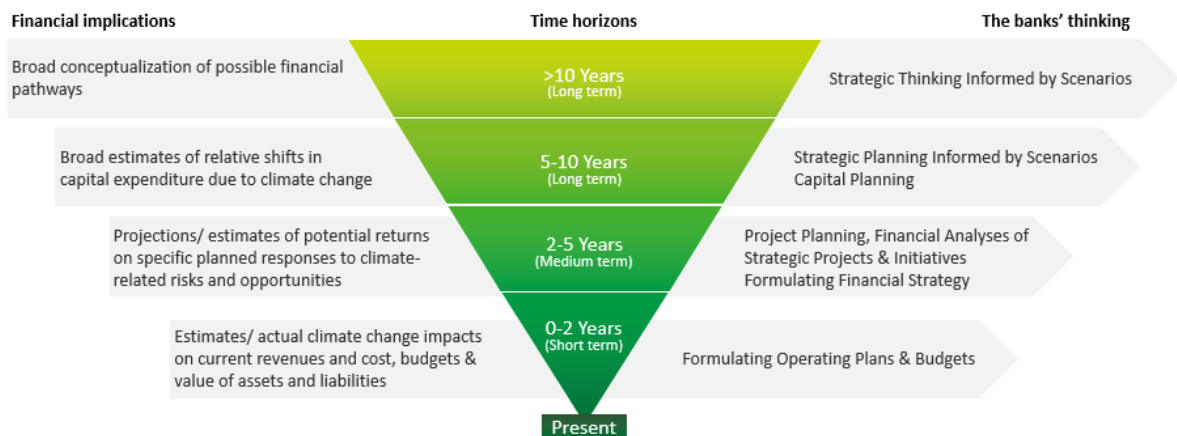 Financial implications
Time horizons
The banks' thinking
Broad conceptualization of possible financial
pathways
>10 Years
(Long term)
Strategic Thinking Informed by Scenarios
Broad estimates of relative shifts in
capital expenditure due to climate change
5-10 Years
(Long term)
Strategic Planning Informed by Scenarios
Capital Planning
Projections/ estimates of potential returns
on specific planned responses to climate-
related risks and opportunities
2-5 Years
(Medium term)
Project Planning, Financial Analyses of
Strategic Projects & Initiatives
Formulating Financial Strategy
Estimates/ actual climate change impacts
on current revenues and cost, budgets &
value of assets and liabilities
0-2 Years
(Short term)
Formulating Operating Plans & Budgets
Present